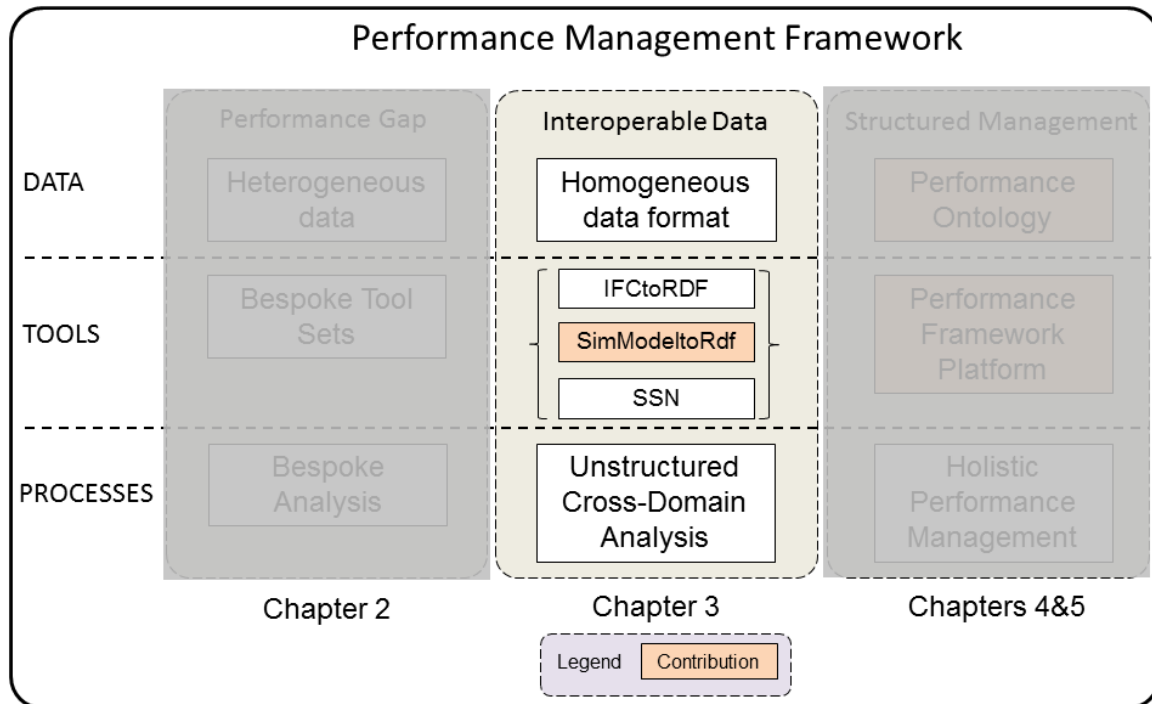 Performance Management Framework
Performance Gap
Interoperable Data
Structured Management
DATA
Heterogeneous
data
Homogeneous
data format
Performance
Ontology
TOOLS
Bespoke Tool
Sets
IFCtoRDF
SimModeltoRdf
SSN
Performance
Framework
Platform
PROCESSES
Bespoke
Analysis
Unstructured
Cross-Domain
Analysis
Holistic
Performance
Management
Chapter 2
Chapter 3
Chapters 4&5
Legend
Contribution